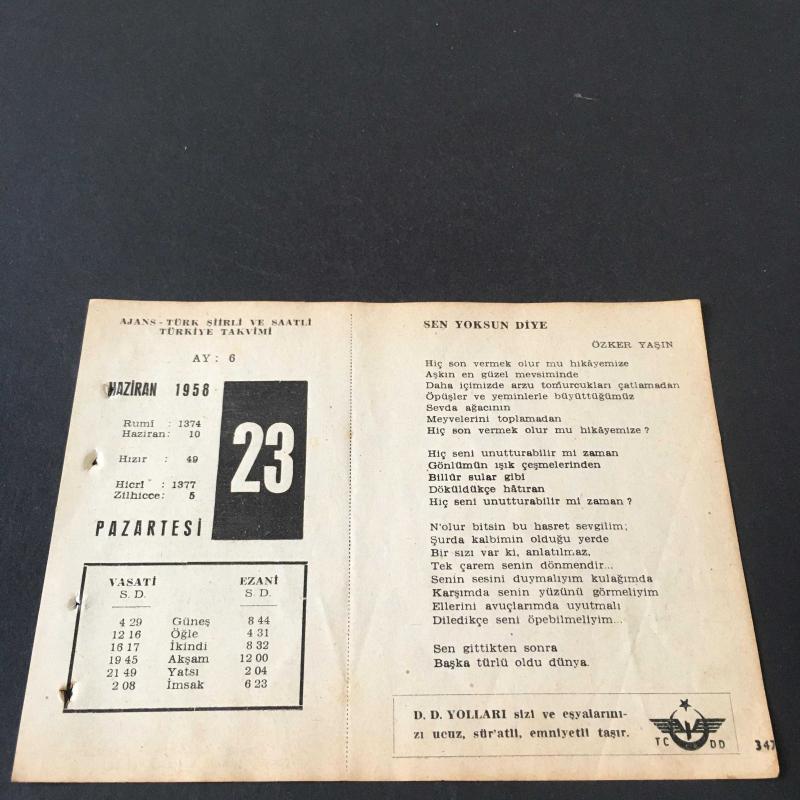 AJANS - TÜRK ŞİİRLİ VE SAATLİ
TÜRKİYE TAKVİMİ
AY : 6
HAZİRAN 1958
Rumî : 1374
Haziran: 10
Hızır : 49
Hicrî : 1377
Zilhicce: 5
23
PAZARTESİ
VASATİ EZANİ
S. D. S. D.
4 29 Güneş 8 44
12 16 Öğle 4 31
16 17 İkindi 8 32
19 45 Akşam 12 00
21 49 Yatsı 2 04
2 08 İmsak 6 23
SEN YOKSUN DİYE
ÖZKER YAŞIN
Hiç son vermek olur mu hikâyemize
Aşkın en güzel mevsiminde
Daha içimizde arzu tomurcukları çatlamadan
Öpüşler ve yeminlerle büyüttüğümüz
Sevda ağacının
Meyvelerini toplamadan
Hiç son vermek olur mu hikâyemize ?
Hiç seni unutturabilir mi zaman
Gönlümün ışık çeşmelerinden
Billûr sular gibi
Döküldükçe hâtıran
Hiç seni unutturabilir mi zaman ?
N'olur bitsin bu hasret sevgilim;
Şurda kalbimin olduğu yerde
Bir sızı var ki, anlatılmaz,
Tek çarem senin dönmendir...
Senin sesini duymalıyım kulağımda
Karşımda senin yüzünü görmeliyim
Ellerini avuçlarımda uyutmalı
Diledikçe seni öpebilmeliyim...
Sen gittikten sonra
Başka türlü oldu dünya.
D. D. YOLLARI sizi ve eşyalarını-
zı ucuz, sür'atli, emniyetli taşır.
TC DD
347